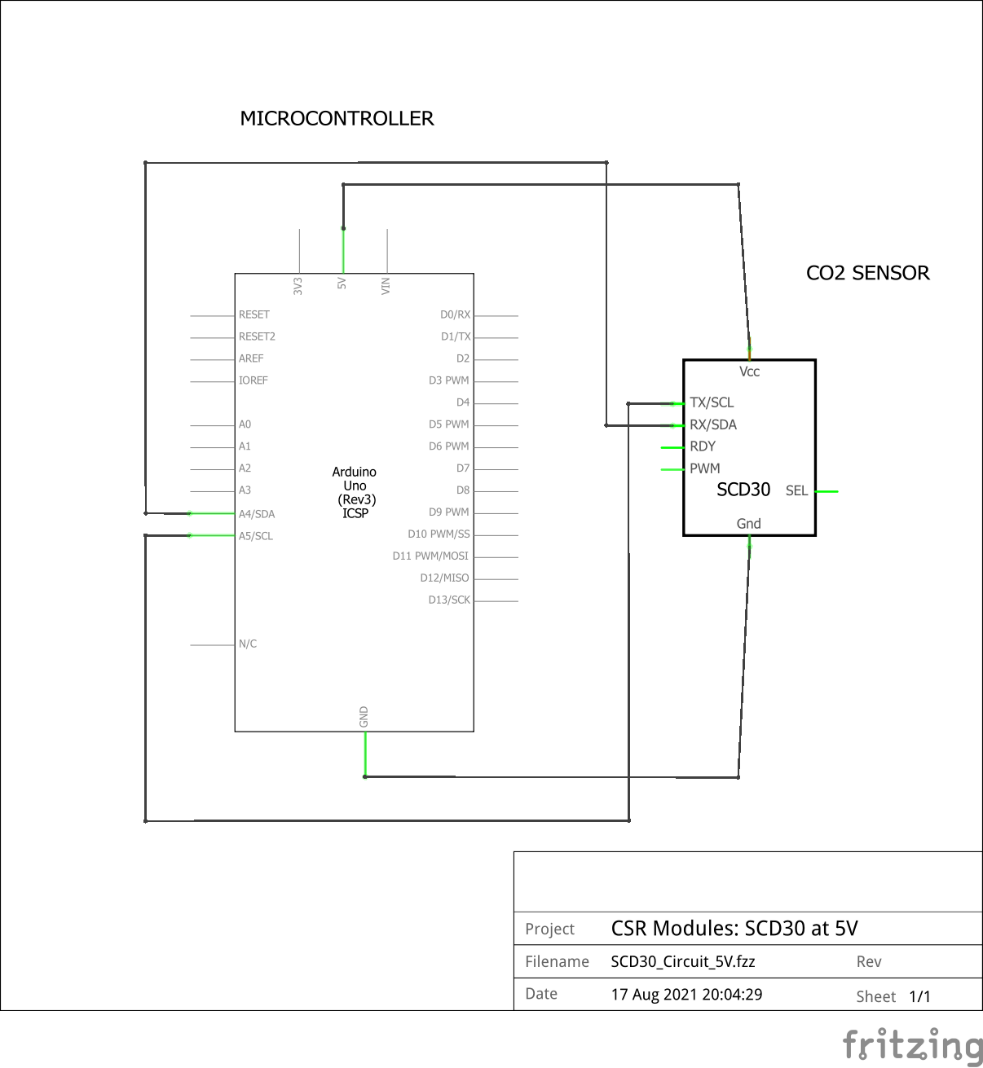 MICROCONTROLLER
CO2 SENSOR
3V3
5V
VIN
RESET
RESET2
AREF
IOREF
A0
A1
A2
A3
A4/SDA
A5/SCL
N/C
D0/RX
D1/TX
D2
D3 PWM
D4
D5 PWM
D6 PWM
D7
D8
D9 PWM
D10 PWM/SS
D11 PWM/MOSI
D12/MISO
D13/SCK
Arduino
Uno
(Rev3)
ICSP
GND
Vcc
TX/SCL
RX/SDA
RDY
PWM
SCD30
SEL
Gnd
Project CSR Modules: SCD30 at 5V
Filename SCD30_Circuit_5V.fzz Rev
Date 17 Aug 2021 20:04:29 Sheet 1/1
fritzing